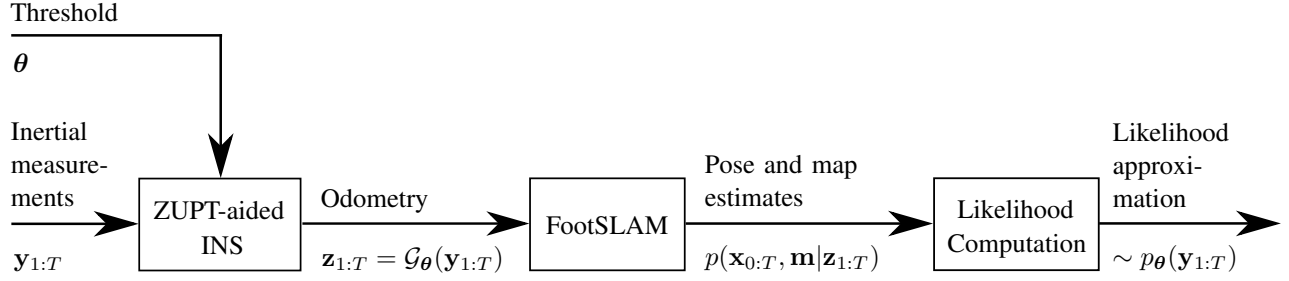 Threshold
θ
Inertial
measure-
ments
y1:T
ZUPT-aided
INS
Odometry
z1:T = 𝒢θ(y1:T)
FootSLAM
Pose and map
estimates
p(x0:T, m|z1:T)
Likelihood
Computation
Likelihood
approxi-
mation
∼ pθ(y1:T)